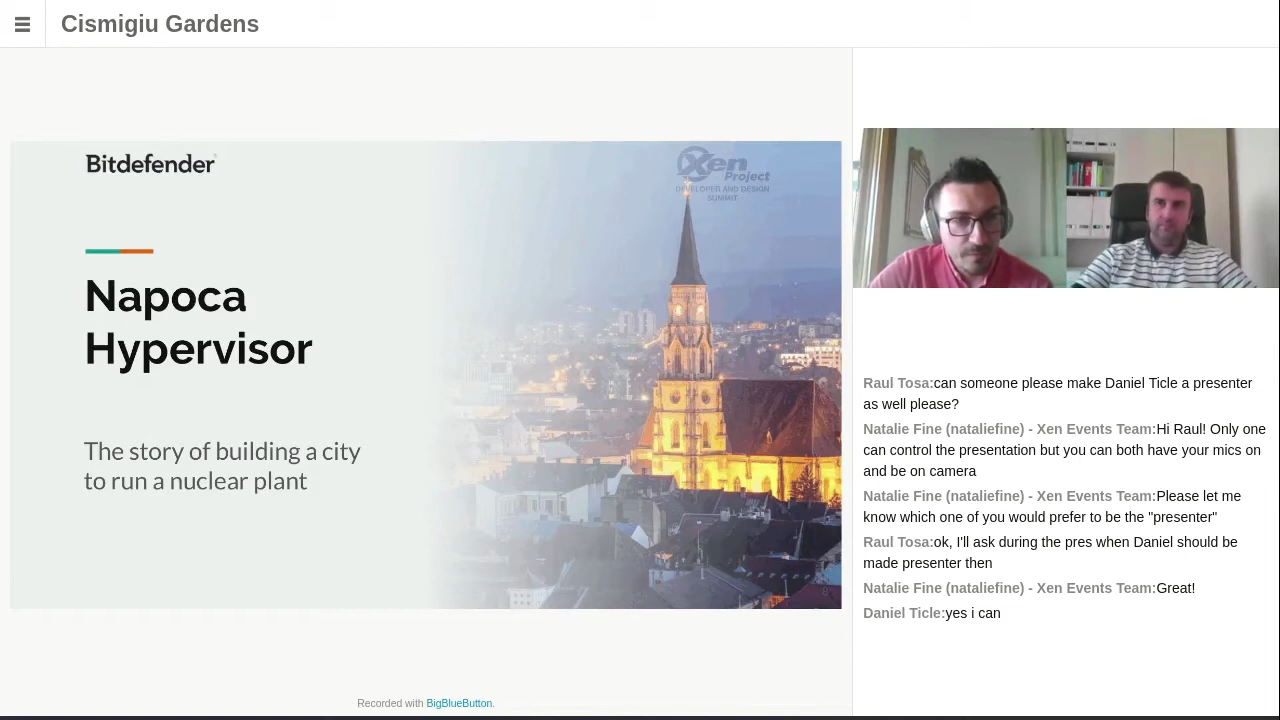 Cismigiu Gardens
Bitdefender
Xen
Project
DEVELOPER AND DESIGN
SUMMIT
Napoca
Hypervisor
The story of building a city
to run a nuclear plant
8
Raul Tosa:can someone please make Daniel Ticle a presenter
as well please?
Natalie Fine (nataliefine) - Xen Events Team:Hi Raul! Only one
can control the presentation but you can both have your mics on
and be on camera
Natalie Fine (nataliefine) - Xen Events Team:Please let me
know which one of you would prefer to be the "presenter"
Raul Tosa:ok, I'll ask during the pres when Daniel should be
made presenter then
Natalie Fine (nataliefine) - Xen Events Team:Great!
Daniel Ticle:yes i can
Recorded with BigBlueButton.